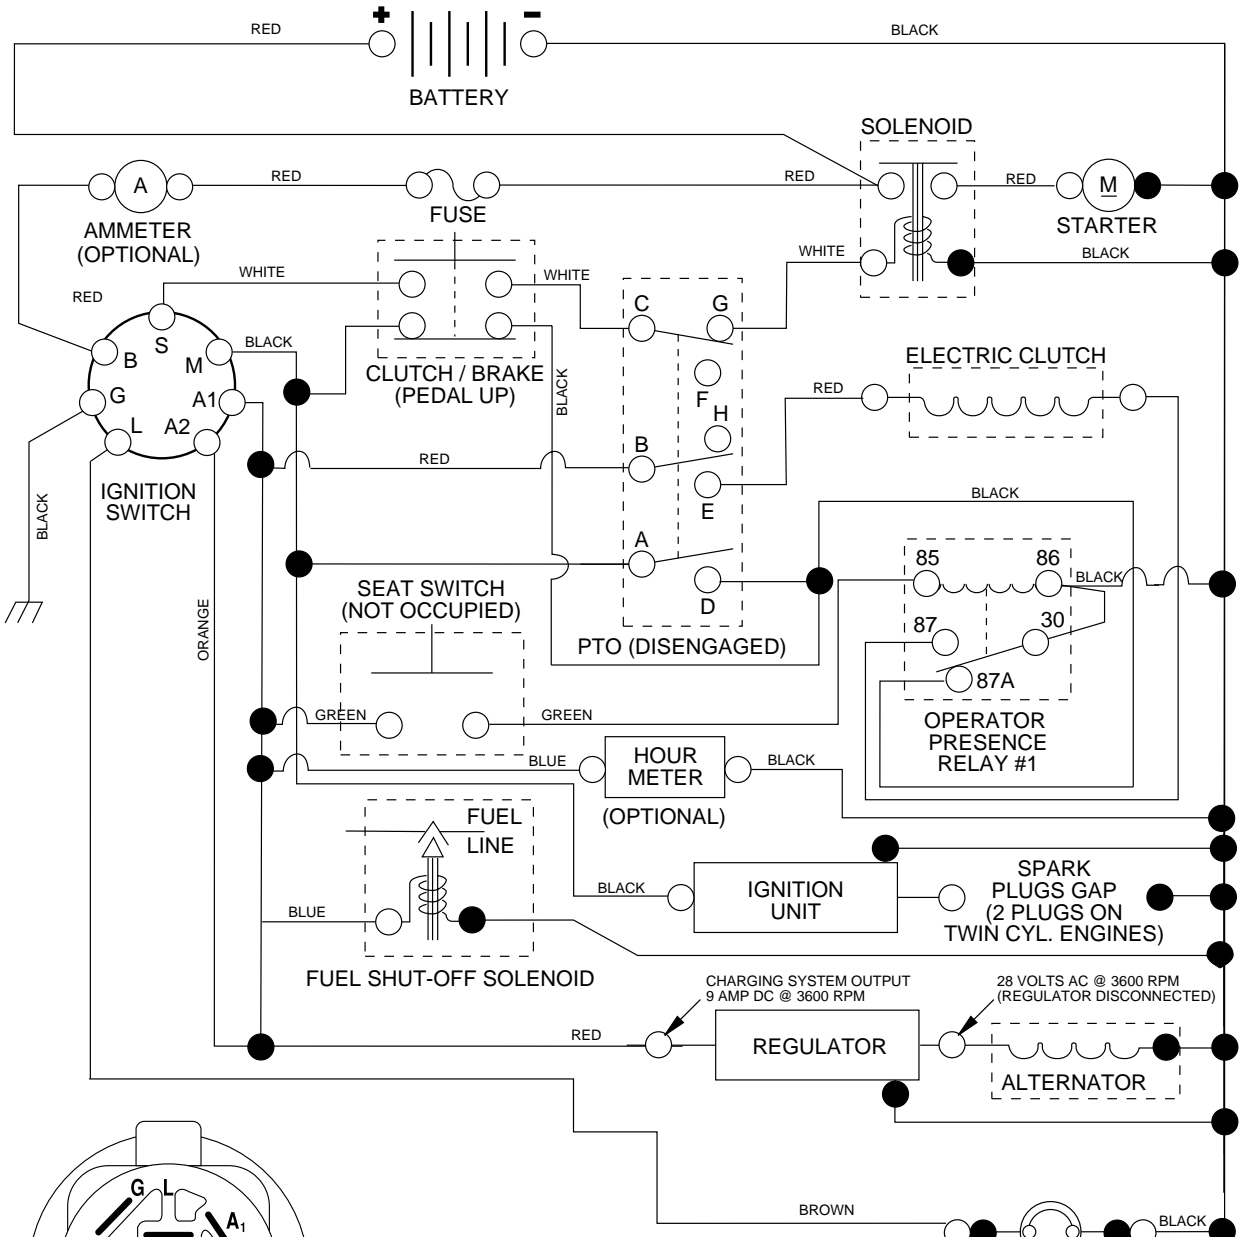 + -
RED
BLACK
BATTERY
SOLENOID
A
RED
RED
RED
M
AMMETER
(OPTIONAL)
FUSE
STARTER
WHITE
WHITE
WHITE
BLACK
RED
S
B
M
BLACK
G
A1
L
A2
IGNITION
SWITCH
CLUTCH / BRAKE
(PEDAL UP)
BLACK
C
G
F
H
B
E
A
D
PTO (DISENGAGED)
ELECTRIC CLUTCH
RED
RED
BLACK
BLACK
ORANGE
SEAT SWITCH
(NOT OCCUPIED)
85
86
BLACK
87
30
87A
OPERATOR
PRESENCE
RELAY #1
GREEN
GREEN
BLUE
HOUR
METER
BLACK
(OPTIONAL)
FUEL
LINE
BLUE
FUEL SHUT-OFF SOLENOID
BLACK
IGNITION
UNIT
SPARK
PLUGS GAP
(2 PLUGS ON
TWIN CYL. ENGINES)
CHARGING SYSTEM OUTPUT
9 AMP DC @ 3600 RPM
28 VOLTS AC @ 3600 RPM
(REGULATOR DISCONNECTED)
RED
REGULATOR
ALTERNATOR
G
L
A1
BROWN
BLACK